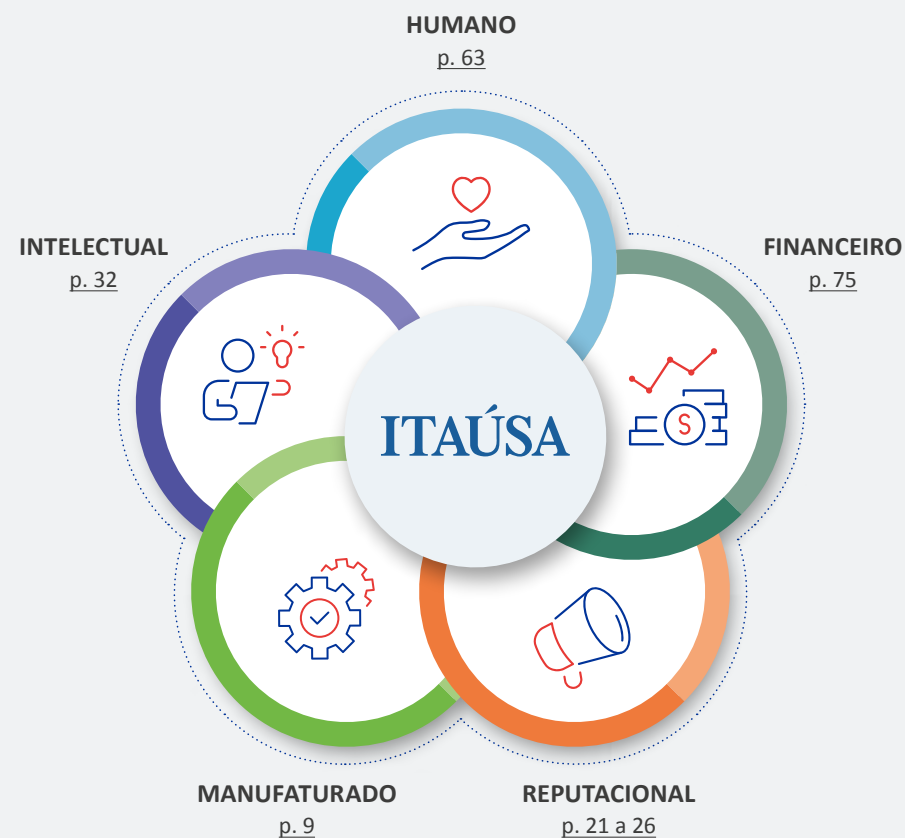 HUMANO
p. 63
INTELECTUAL
p. 32
FINANCEIRO
p. 75
ITAÚSA
$
MANUFATURADO
p. 9
REPUTACIONAL
p. 21 a 26